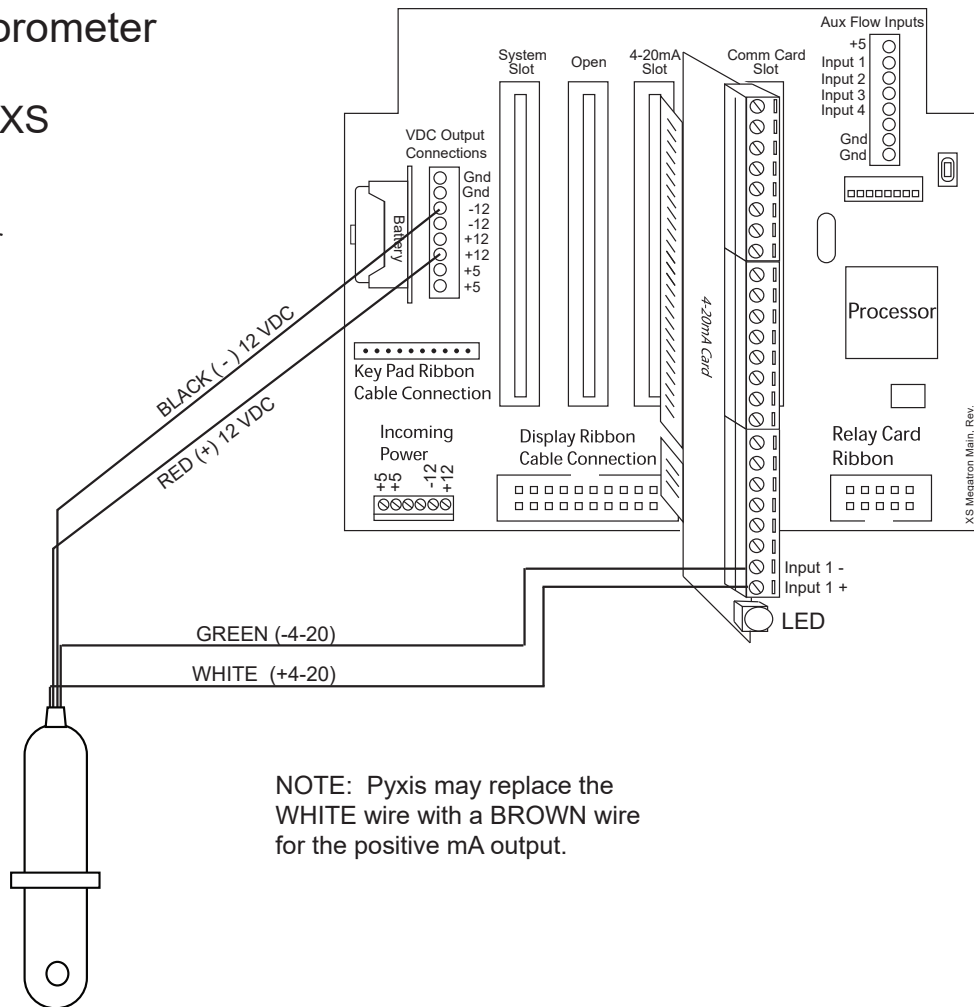 orometer
XS
Aux Flow Inputs
+5
Input 1
Input 2
Input 3
Input 4
Gnd
Gnd
System
Slot
Open
4-20mA
Slot
Comm Card
Slot
VDC Output
Connections
Gnd
Gnd
-12
-12
+12
+12
+5
+5
Battery
4-20mA Card
Processor
BLACK ( - ) 12 VDC
RED (+) 12 VDC
Key Pad Ribbon
Cable Connection
Incoming
Power
+5
+5
-12
+12
Display Ribbon
Cable Connection
Relay Card
Ribbon
XS Megatron Main, Rev.
Input 1 -
Input 1 +
LED
GREEN (-4-20)
WHITE (+4-20)
NOTE: Pyxis may replace the
WHITE wire with a BROWN wire
for the positive mA output.